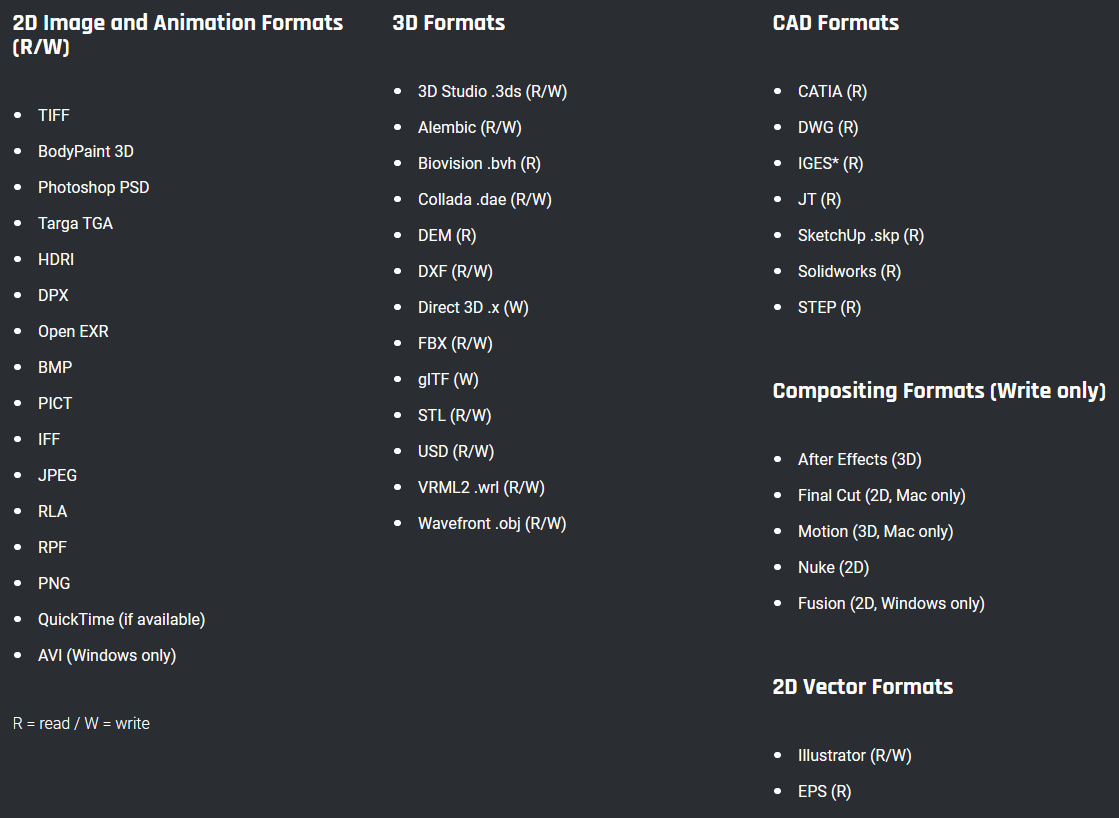 2D Image and Animation Formats
(R/W)
• TIFF
• BodyPaint 3D
• Photoshop PSD
• Targa TGA
• HDRI
• DPX
• Open EXR
• BMP
• PICT
• IFF
• JPEG
• RLA
• RPF
• PNG
• QuickTime (if available)
• AVI (Windows only)
R = read / W = write
3D Formats
• 3D Studio .3ds (R/W)
• Alembic (R/W)
• Biovision .bvh (R)
• Collada .dae (R/W)
• DEM (R)
• DXF (R/W)
• Direct 3D .x (W)
• FBX (R/W)
• glTF (W)
• STL (R/W)
• USD (R/W)
• VRML2 .wrl (R/W)
• Wavefront .obj (R/W)
CAD Formats
• CATIA (R)
• DWG (R)
• IGES* (R)
• JT (R)
• SketchUp .skp (R)
• Solidworks (R)
• STEP (R)
Compositing Formats (Write only)
• After Effects (3D)
• Final Cut (2D, Mac only)
• Motion (3D, Mac only)
• Nuke (2D)
• Fusion (2D, Windows only)
2D Vector Formats
• Illustrator (R/W)
• EPS (R)